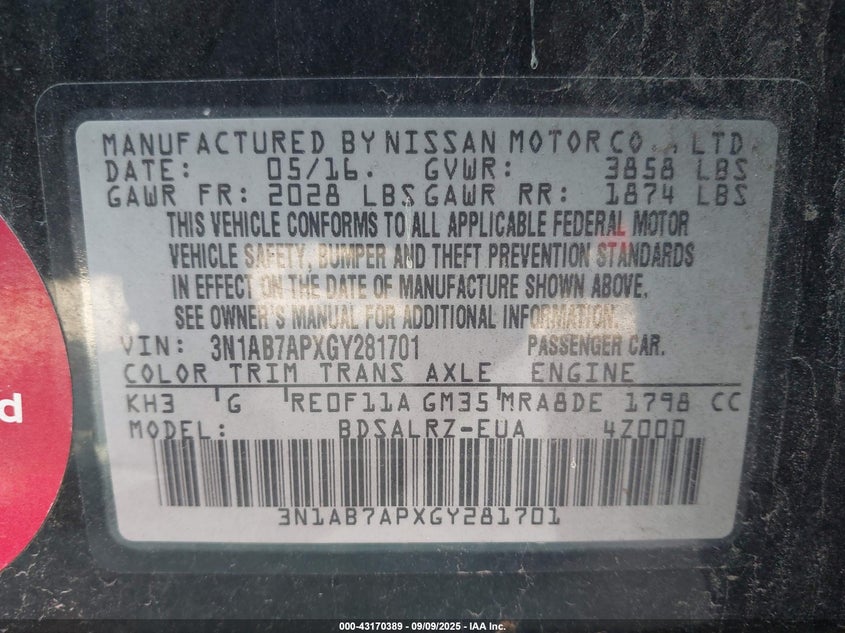 MANUFACTURED BY NISSAN MOTOR CO., LTD.
DATE: 05/16. GVWR: 3858 LBS
GAWR FR: 2028 LBS GAWR RR: 1874 LBS
THIS VEHICLE CONFORMS TO ALL APPLICABLE FEDERAL MOTOR
VEHICLE SAFETY, BUMPER AND THEFT PREVENTION STANDARDS
IN EFFECT ON THE DATE OF MANUFACTURE SHOWN ABOVE.
SEE OWNER'S MANUAL FOR ADDITIONAL INFORMATION.
VIN: 3N1AB7APXGY281701 PASSENGER CAR.
COLOR TRIM TRANS AXLE ENGINE
KH3 G RE0F11A GM35 MRA8DE 1798 CC
MODEL: BDSALRZ-EUA 4Z000
3N1AB7APXGY281701
000-43170389 - 09/09/2025 - IAA Inc.